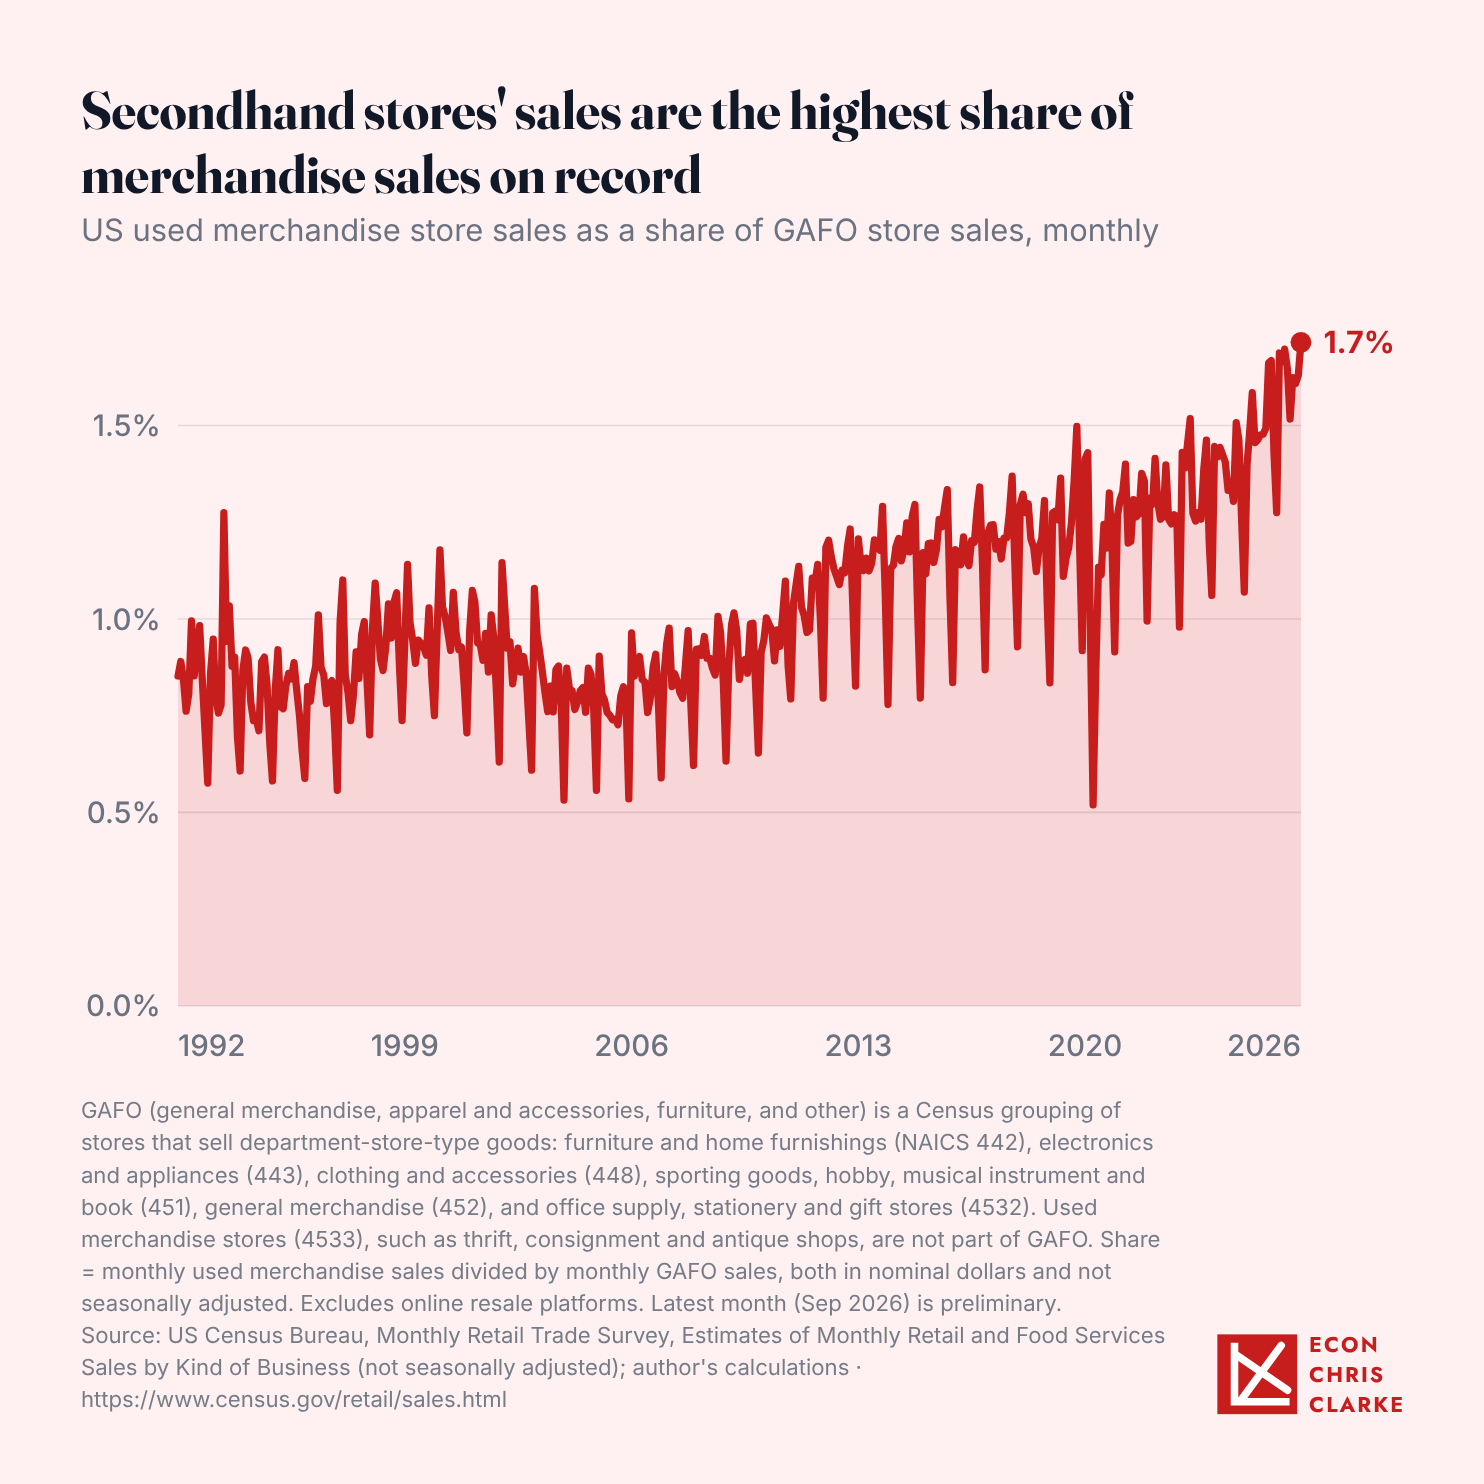 Secondhand stores' sales are the highest share of
merchandise sales on record
US used merchandise store sales as a share of GAFO store sales, monthly
1.7%
1.5%
1.0%
0.5%
0.0%
1992 1999 2006 2013 2020 2026
GAFO (general merchandise, apparel and accessories, furniture, and other) is a Census grouping of
stores that sell department-store-type goods: furniture and home furnishings (NAICS 442), electronics
and appliances (443), clothing and accessories (448), sporting goods, hobby, musical instrument and
book (451), general merchandise (452), and office supply, stationery and gift stores (4532). Used
merchandise stores (4533), such as thrift, consignment and antique shops, are not part of GAFO. Share
= monthly used merchandise sales divided by monthly GAFO sales, both in nominal dollars and not
seasonally adjusted. Excludes online resale platforms. Latest month (Sep 2026) is preliminary.
Source: US Census Bureau, Monthly Retail Trade Survey, Estimates of Monthly Retail and Food Services
Sales by Kind of Business (not seasonally adjusted); author's calculations ·
https://www.census.gov/retail/sales.html
ECON
CHRIS
CLARKE